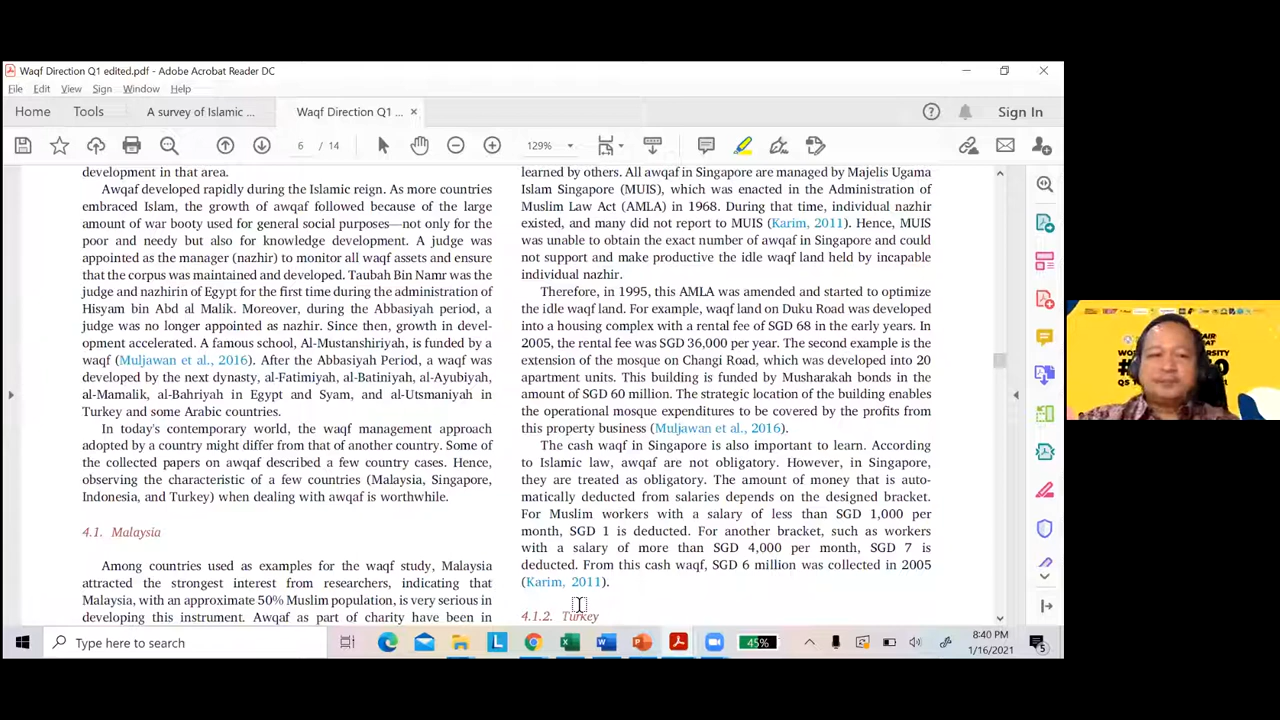 Waqf Direction Q1 edited.pdf - Adobe Acrobat Reader DC
File Edit View Sign Window Help
Home Tools A survey of Islamic ... Waqf Direction Q1 ... Sign In
6 / 14 129%
development in that area.
Awqaf developed rapidly during the Islamic reign. As more countries
embraced Islam, the growth of awqaf followed because of the large
amount of war booty used for general social purposes—not only for the
poor and needy but also for knowledge development. A judge was
appointed as the manager (nazhir) to monitor all waqf assets and ensure
that the corpus was maintained and developed. Taubah Bin Namr was the
judge and nazhirin of Egypt for the first time during the administration of
Hisyam bin Abd al Malik. Moreover, during the Abbasiyah period, a
judge was no longer appointed as nazhir. Since then, growth in devel-
opment accelerated. A famous school, Al-Mustanshiriyah, is funded by a
waqf (Muljawan et al., 2016). After the Abbasiyah Period, a waqf was
developed by the next dynasty, al-Fatimiyah, al-Batiniyah, al-Ayubiyah,
al-Mamalik, al-Bahriyah in Egypt and Syam, and al-Utsmaniyah in
Turkey and some Arabic countries.
In today's contemporary world, the waqf management approach
adopted by a country might differ from that of another country. Some of
the collected papers on awqaf described a few country cases. Hence,
observing the characteristic of a few countries (Malaysia, Singapore,
Indonesia, and Turkey) when dealing with awqaf is worthwhile.
4.1. Malaysia
Among countries used as examples for the waqf study, Malaysia
attracted the strongest interest from researchers, indicating that
Malaysia, with an approximate 50% Muslim population, is very serious in
developing this instrument. Awqaf as part of charity have been in
learned by others. All awqaf in Singapore are managed by Majelis Ugama
Islam Singapore (MUIS), which was enacted in the Administration of
Muslim Law Act (AMLA) in 1968. During that time, individual nazhir
existed, and many did not report to MUIS (Karim, 2011). Hence, MUIS
was unable to obtain the exact number of awqaf in Singapore and could
not support and make productive the idle waqf land held by incapable
individual nazhir.
Therefore, in 1995, this AMLA was amended and started to optimize
the idle waqf land. For example, waqf land on Duku Road was developed
into a housing complex with a rental fee of SGD 68 in the early years. In
2005, the rental fee was SGD 36,000 per year. The second example is the
extension of the mosque on Changi Road, which was developed into 20
apartment units. This building is funded by Musharakah bonds in the
amount of SGD 60 million. The strategic location of the building enables
the operational mosque expenditures to be covered by the profits from
this property business (Muljawan et al., 2016).
The cash waqf in Singapore is also important to learn. According
to Islamic law, awqaf are not obligatory. However, in Singapore,
they are treated as obligatory. The amount of money that is auto-
matically deducted from salaries depends on the designed bracket.
For Muslim workers with a salary of less than SGD 1,000 per
month, SGD 1 is deducted. For another bracket, such as workers
with a salary of more than SGD 4,000 per month, SGD 7 is
deducted. From this cash waqf, SGD 6 million was collected in 2005
(Karim, 2011).
4.1.2. Turkey
Type here to search
45%
8:40 PM
1/16/2021
5